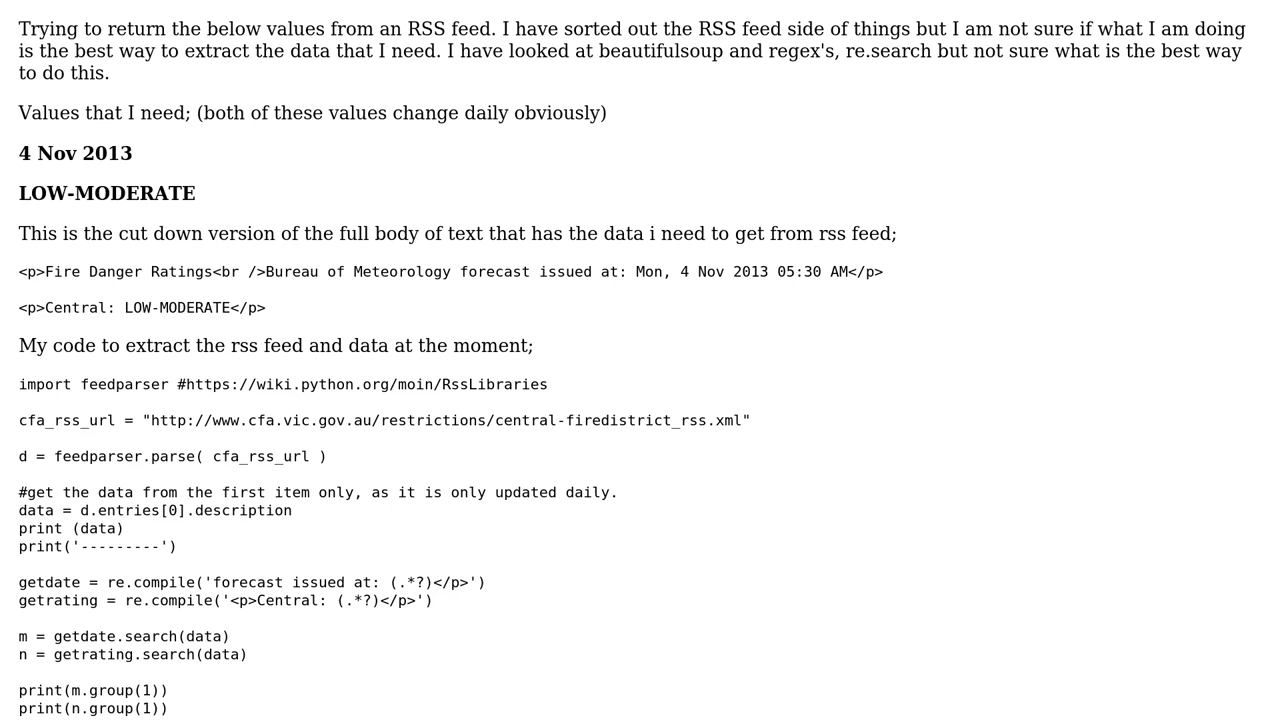 Trying to return the below values from an RSS feed. I have sorted out the RSS feed side of things but I am not sure if what I am doing
is the best way to extract the data that I need. I have looked at beautifulsoup and regex's, re.search but not sure what is the best way
to do this.
Values that I need; (both of these values change daily obviously)
4 Nov 2013
LOW-MODERATE
This is the cut down version of the full body of text that has the data i need to get from rss feed;
<p>Fire Danger Ratings<br />Bureau of Meteorology forecast issued at: Mon, 4 Nov 2013 05:30 AM</p>
<p>Central: LOW-MODERATE</p>
My code to extract the rss feed and data at the moment;
import feedparser #https://wiki.python.org/moin/RssLibraries
cfa_rss_url = "http://www.cfa.vic.gov.au/restrictions/central-firedistrict_rss.xml"
d = feedparser.parse( cfa_rss_url )
#get the data from the first item only, as it is only updated daily.
data = d.entries[0].description
print (data)
print('---------')
getdate = re.compile('forecast issued at: (.*?)</p>')
getrating = re.compile('<p>Central: (.*?)</p>')
m = getdate.search(data)
n = getrating.search(data)
print(m.group(1))
print(n.group(1))